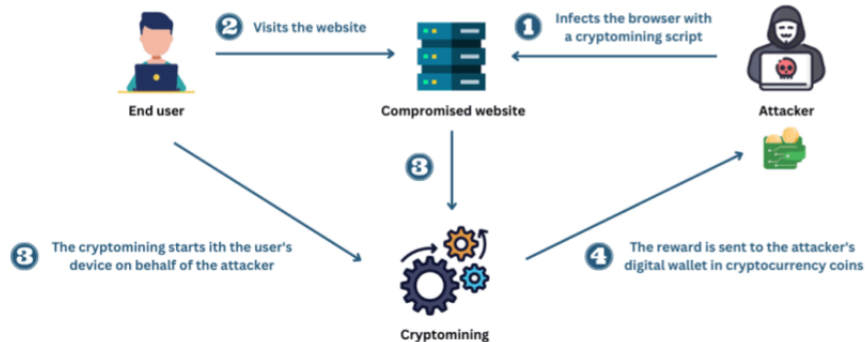 2 Visits the website
1 Infects the browser with
a cryptomining script
End user
Compromised website
Attacker
3
3 The cryptomining starts ith the user's
device on behalf of the attacker
4 The reward is sent to the attacker's
digital wallet in cryptocurrency coins
Cryptomining